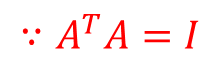 ∵ AᵀA = I